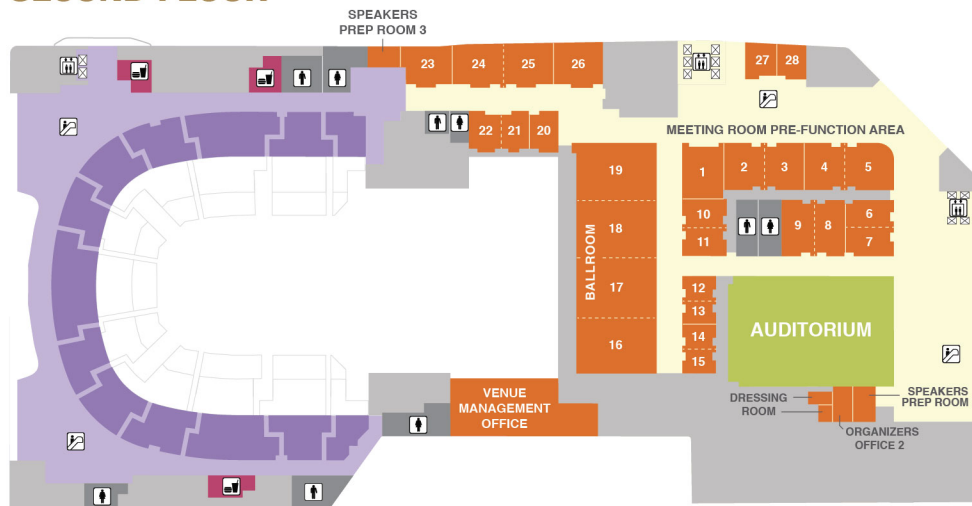 SECOND FLOOR
SPEAKERS
PREP ROOM 3
23
24
25
26
27
28
22
21
20
MEETING ROOM PRE-FUNCTION AREA
19
18
17
16
BALLROOM
1
2
3
4
5
10
11
9
8
6
7
12
13
14
15
AUDITORIUM
VENUE
MANAGEMENT
OFFICE
DRESSING
ROOM
SPEAKERS
PREP ROOM
ORGANIZERS
OFFICE 2